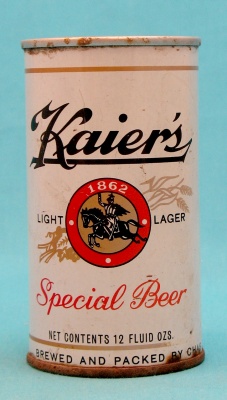 Kaier's
1862
LIGHT LAGER
Special Beer
NET CONTENTS 12 FLUID OZS.
BREWED AND PACKED BY